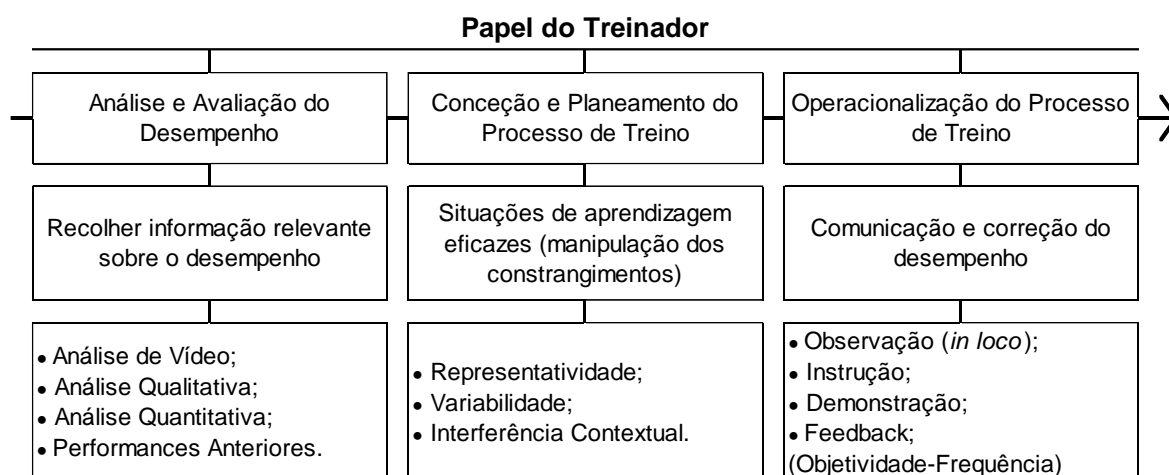 Papel do Treinador
Análise e Avaliação do
Desempenho
Conceção e Planeamento do
Processo de Treino
Operacionalização do Processo
de Treino
Recolher informação relevante
sobre o desempenho
Situações de aprendizagem
eficazes (manipulação dos
constrangimentos)
Comunicação e correção do
desempenho
• Análise de Vídeo;
• Análise Qualitativa;
• Análise Quantitativa;
• Performances Anteriores.
• Representatividade;
• Variabilidade;
• Interferência Contextual.
• Observação (in loco);
• Instrução;
• Demonstração;
• Feedback;
(Objetividade-Frequência)